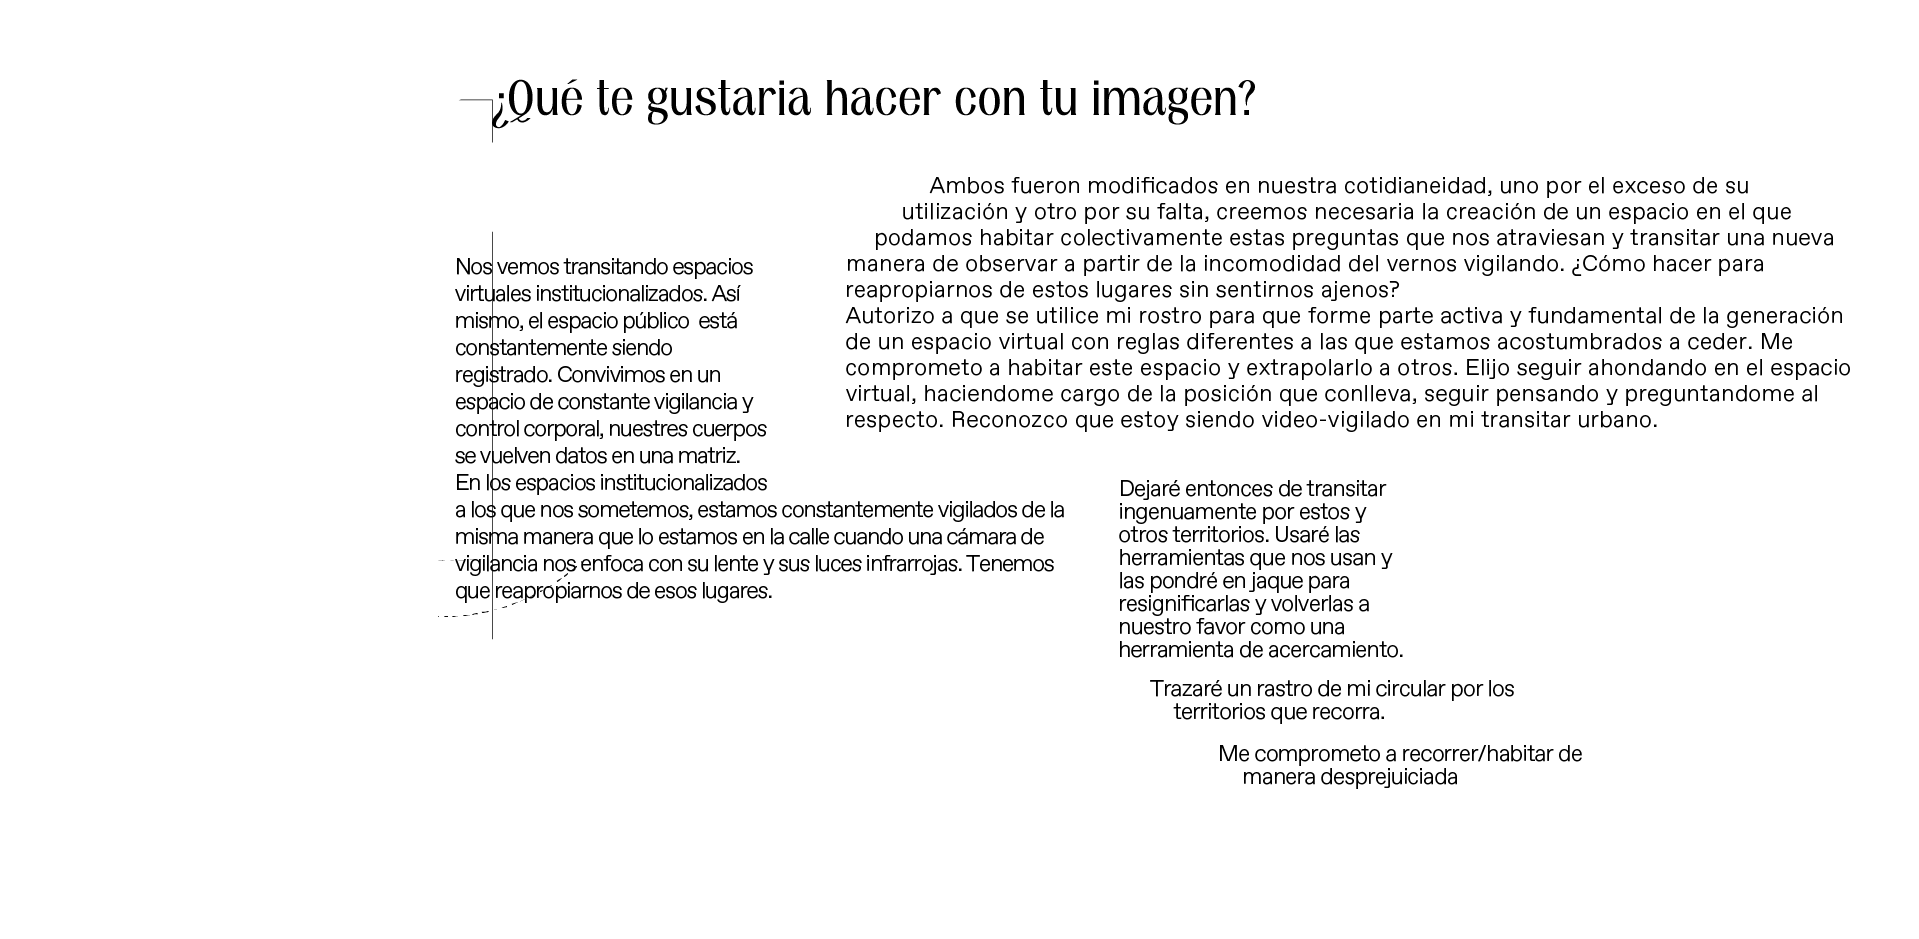 ¿Qué te gustaria hacer con tu imagen?
Nos vemos transitando espacios
virtuales institucionalizados. Así
mismo, el espacio público  está
constantemente siendo
registrado. Convivimos en un
espacio de constante vigilancia y
control corporal, nuestres cuerpos
se vuelven datos en una matriz.
En los espacios institucionalizados
a los que nos sometemos, estamos constantemente vigilados de la
misma manera que lo estamos en la calle cuando una cámara de
vigilancia nos enfoca con su lente y sus luces infrarrojas. Tenemos
que reapropiarnos de esos lugares.
Ambos fueron modificados en nuestra cotidianeidad, uno por el exceso de su
utilización y otro por su falta, creemos necesaria la creación de un espacio en el que
podamos habitar colectivamente estas preguntas que nos atraviesan y transitar una nueva
manera de observar a partir de la incomodidad del vernos vigilando. ¿Cómo hacer para
reapropiarnos de estos lugares sin sentirnos ajenos?
Autorizo a que se utilice mi rostro para que forme parte activa y fundamental de la generación
de un espacio virtual con reglas diferentes a las que estamos acostumbrados a ceder. Me
comprometo a habitar este espacio y extrapolarlo a otros. Elijo seguir ahondando en el espacio
virtual, haciendome cargo de la posición que conlleva, seguir pensando y preguntandome al
respecto. Reconozco que estoy siendo video-vigilado en mi transitar urbano.
Dejaré entonces de transitar
ingenuamente por estos y
otros territorios. Usaré las
herramientas que nos usan y
las pondré en jaque para
resignificarlas y volverlas a
nuestro favor como una
herramienta de acercamiento.
Trazaré un rastro de mi circular por los
territorios que recorra.
Me comprometo a recorrer/habitar de
manera desprejuiciada